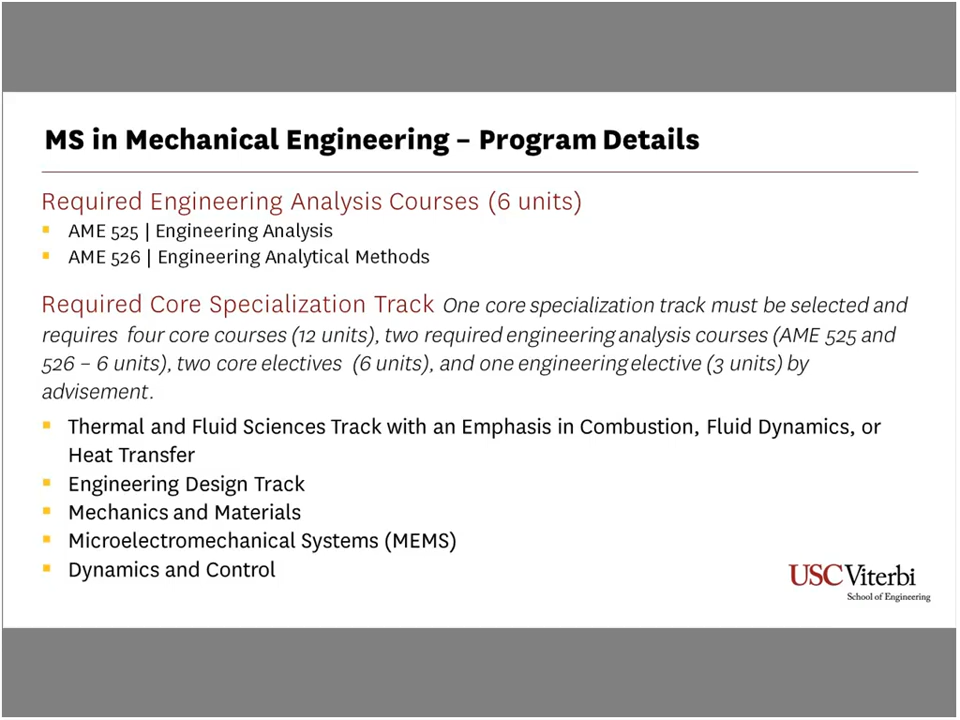 MS in Mechanical Engineering – Program Details
Required Engineering Analysis Courses (6 units)
AME 525 | Engineering Analysis
AME 526 | Engineering Analytical Methods
Required Core Specialization Track One core specialization track must be selected and
requires four core courses (12 units), two required engineering analysis courses (AME 525 and
526 – 6 units), two core electives (6 units), and one engineering elective (3 units) by
advisement.
Thermal and Fluid Sciences Track with an Emphasis in Combustion, Fluid Dynamics, or
Heat Transfer
Engineering Design Track
Mechanics and Materials
Microelectromechanical Systems (MEMS)
Dynamics and Control
USC Viterbi
School of Engineering